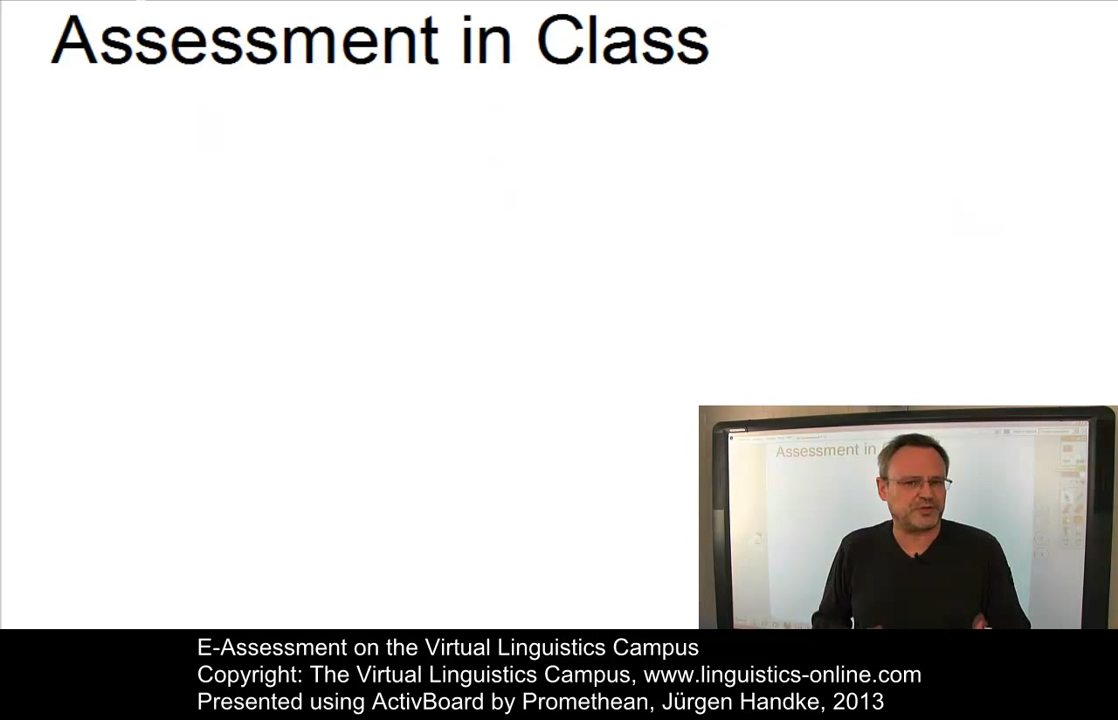 Assessment in Class
Assessment in
E-Assessment on the Virtual Linguistics Campus
Copyright: The Virtual Linguistics Campus, www.linguistics-online.com
Presented using ActivBoard by Promethean, Jürgen Handke, 2013